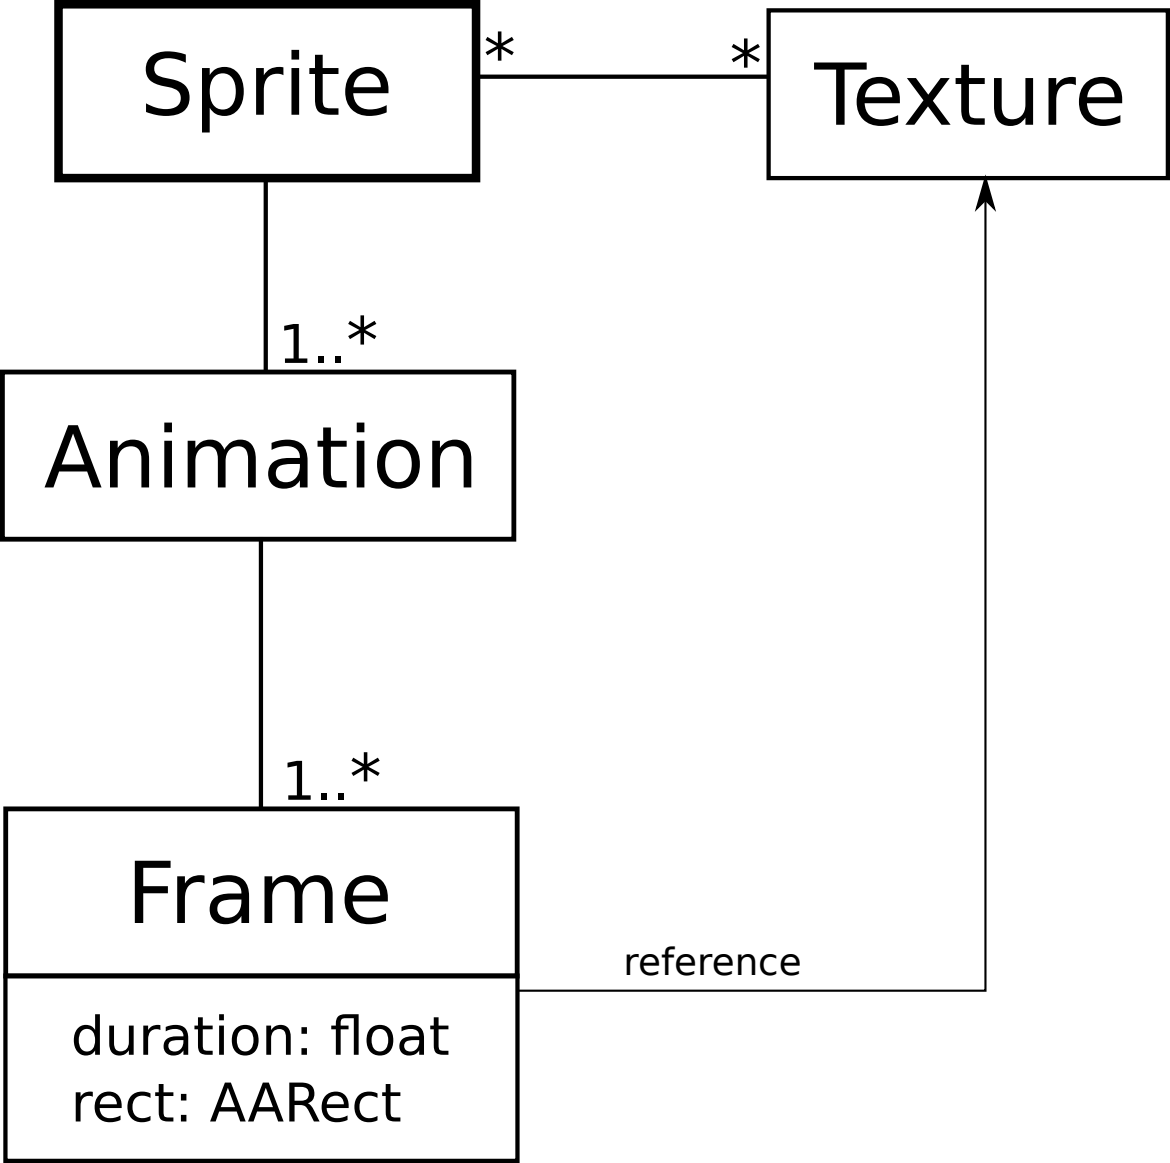 Sprite
*
*
Texture
1..*
Animation
1..*
Frame
reference
duration: float
rect: AARect